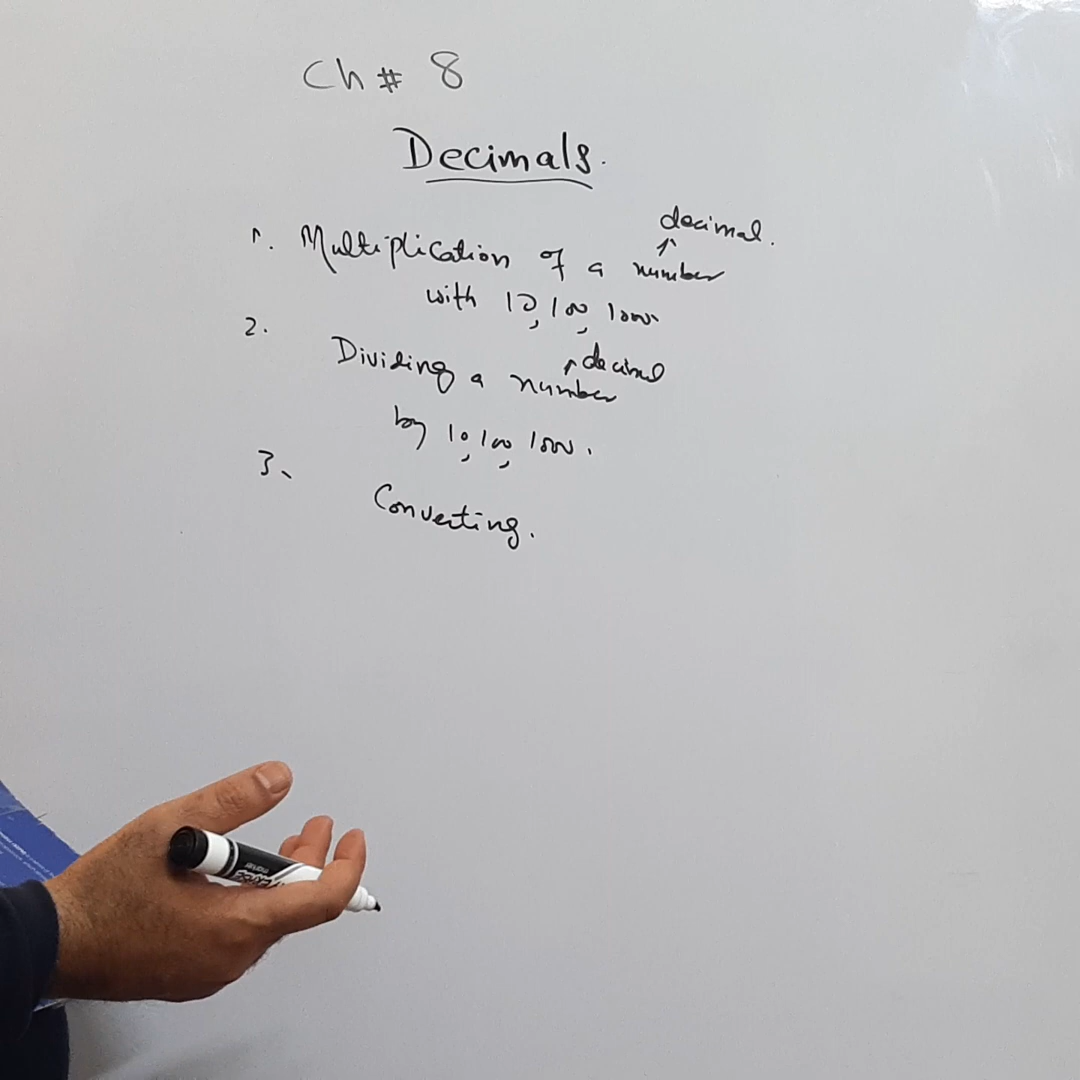 Ch # 8
Decimals.
decimal.
1. Multiplication of a number
with 10, 100, 1000.
2.
decimal
Dividing a number
by 10, 100, 1000.
3.
Converting.